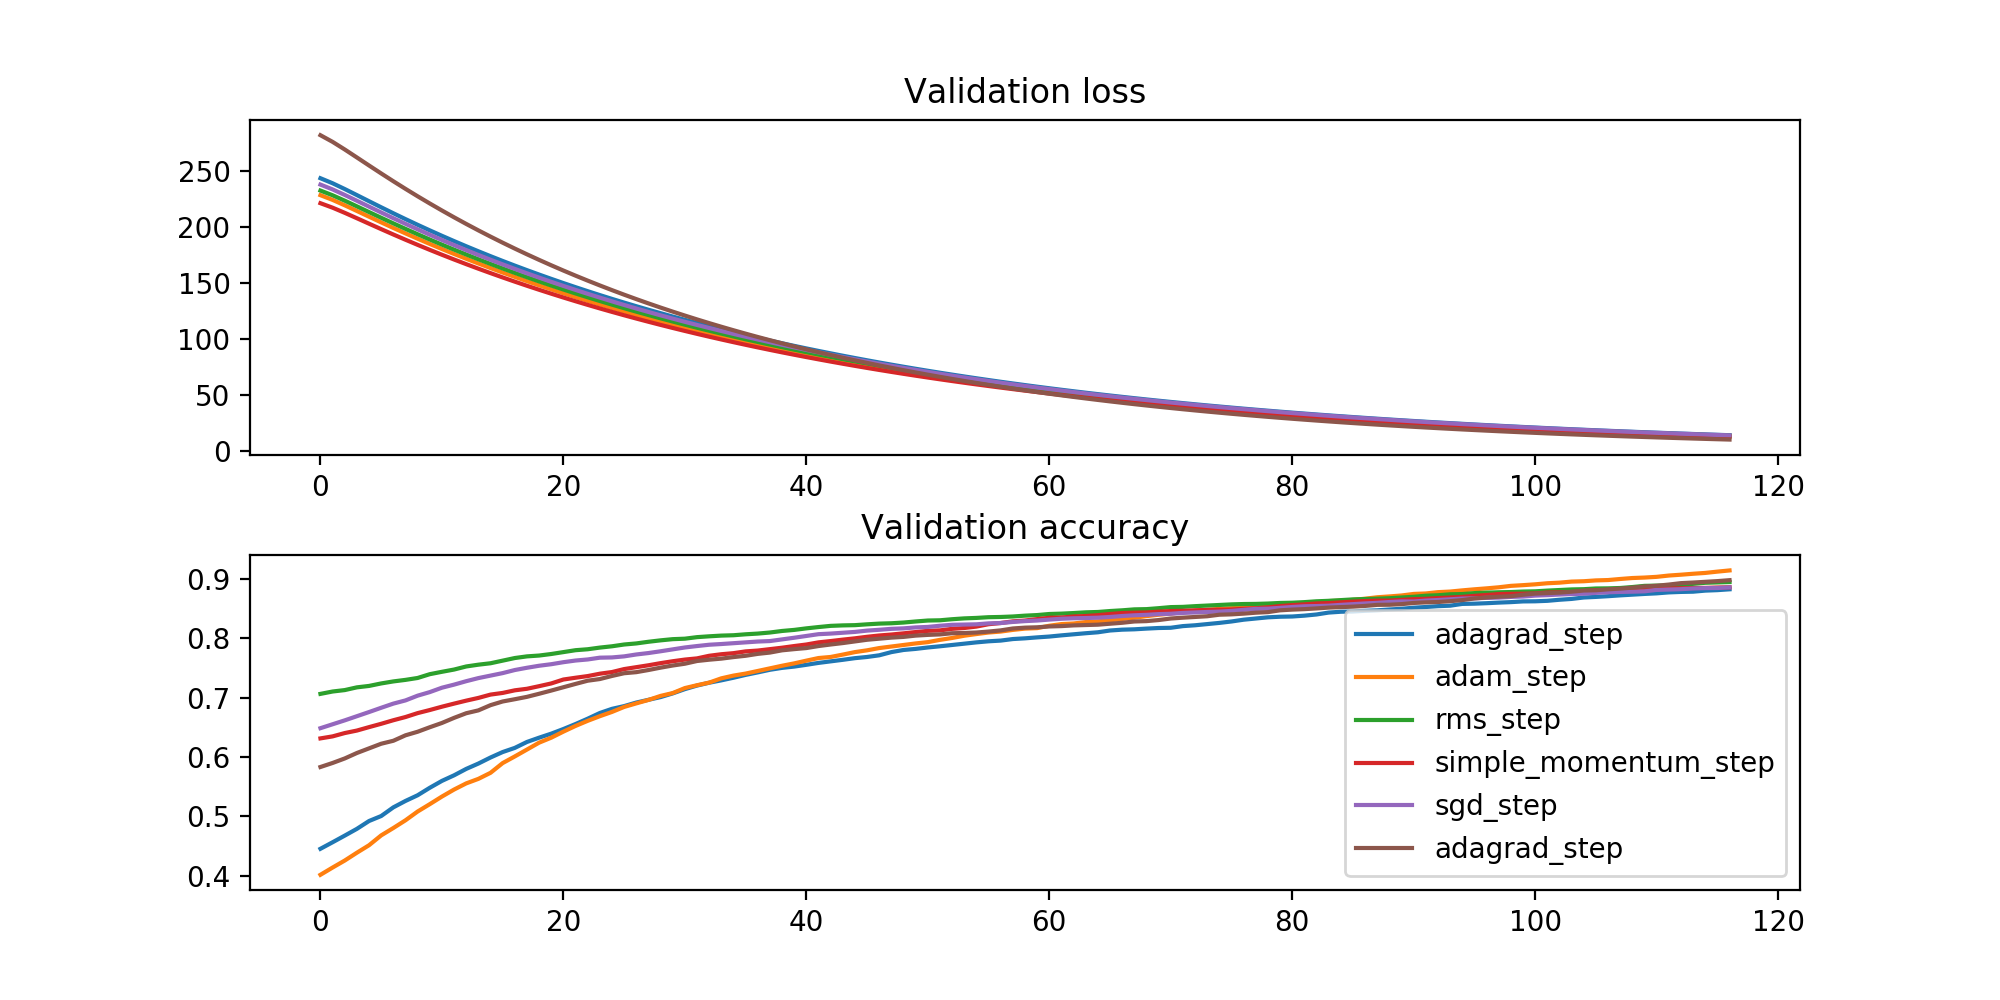 Validation loss
250
200
150
100
50
0
0 20 40 60 80 100 120
Validation accuracy
0.9
0.8
0.7
0.6
0.5
0.4
adagrad_step
adam_step
rms_step
simple_momentum_step
sgd_step
adagrad_step
0 20 40 60 80 100 120